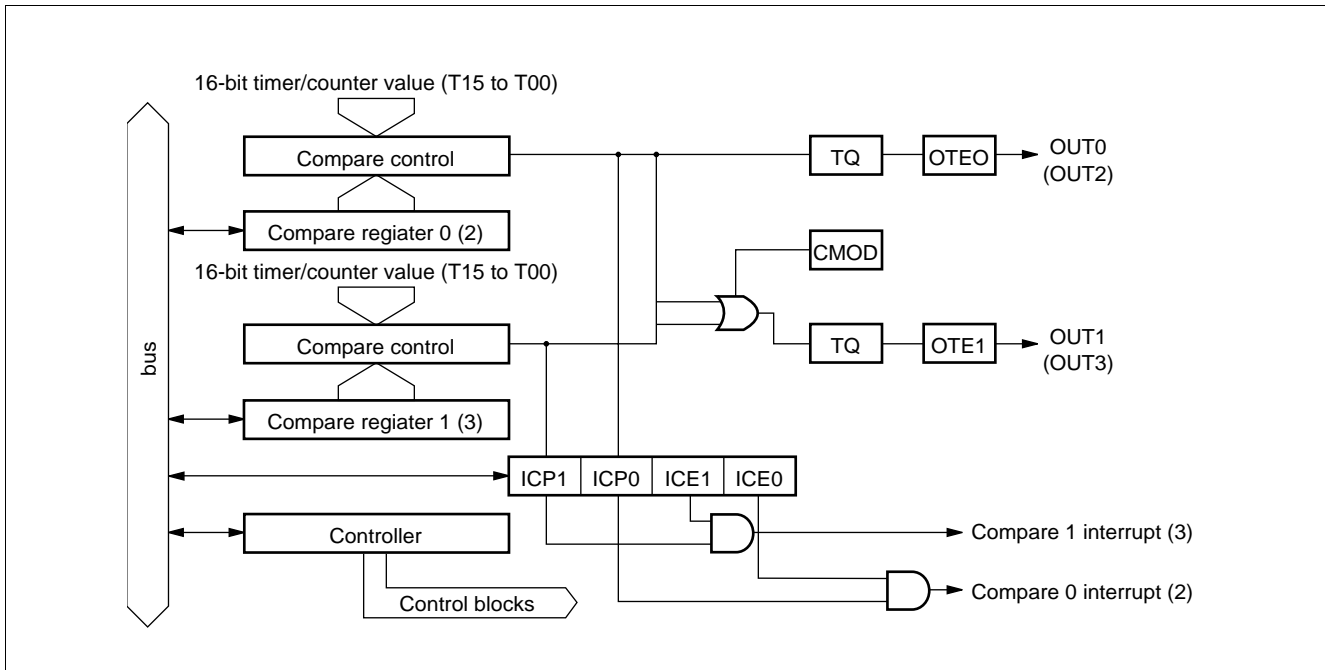 16-bit timer/counter value (T15 to T00)
Compare control
TQ
OTEO
OUT0
(OUT2)
Compare regiater 0 (2)
CMOD
16-bit timer/counter value (T15 to T00)
Compare control
TQ
OTE1
OUT1
(OUT3)
bus
Compare regiater 1 (3)
ICP1
ICP0
ICE1
ICE0
Controller
Compare 1 interrupt (3)
Control blocks
Compare 0 interrupt (2)